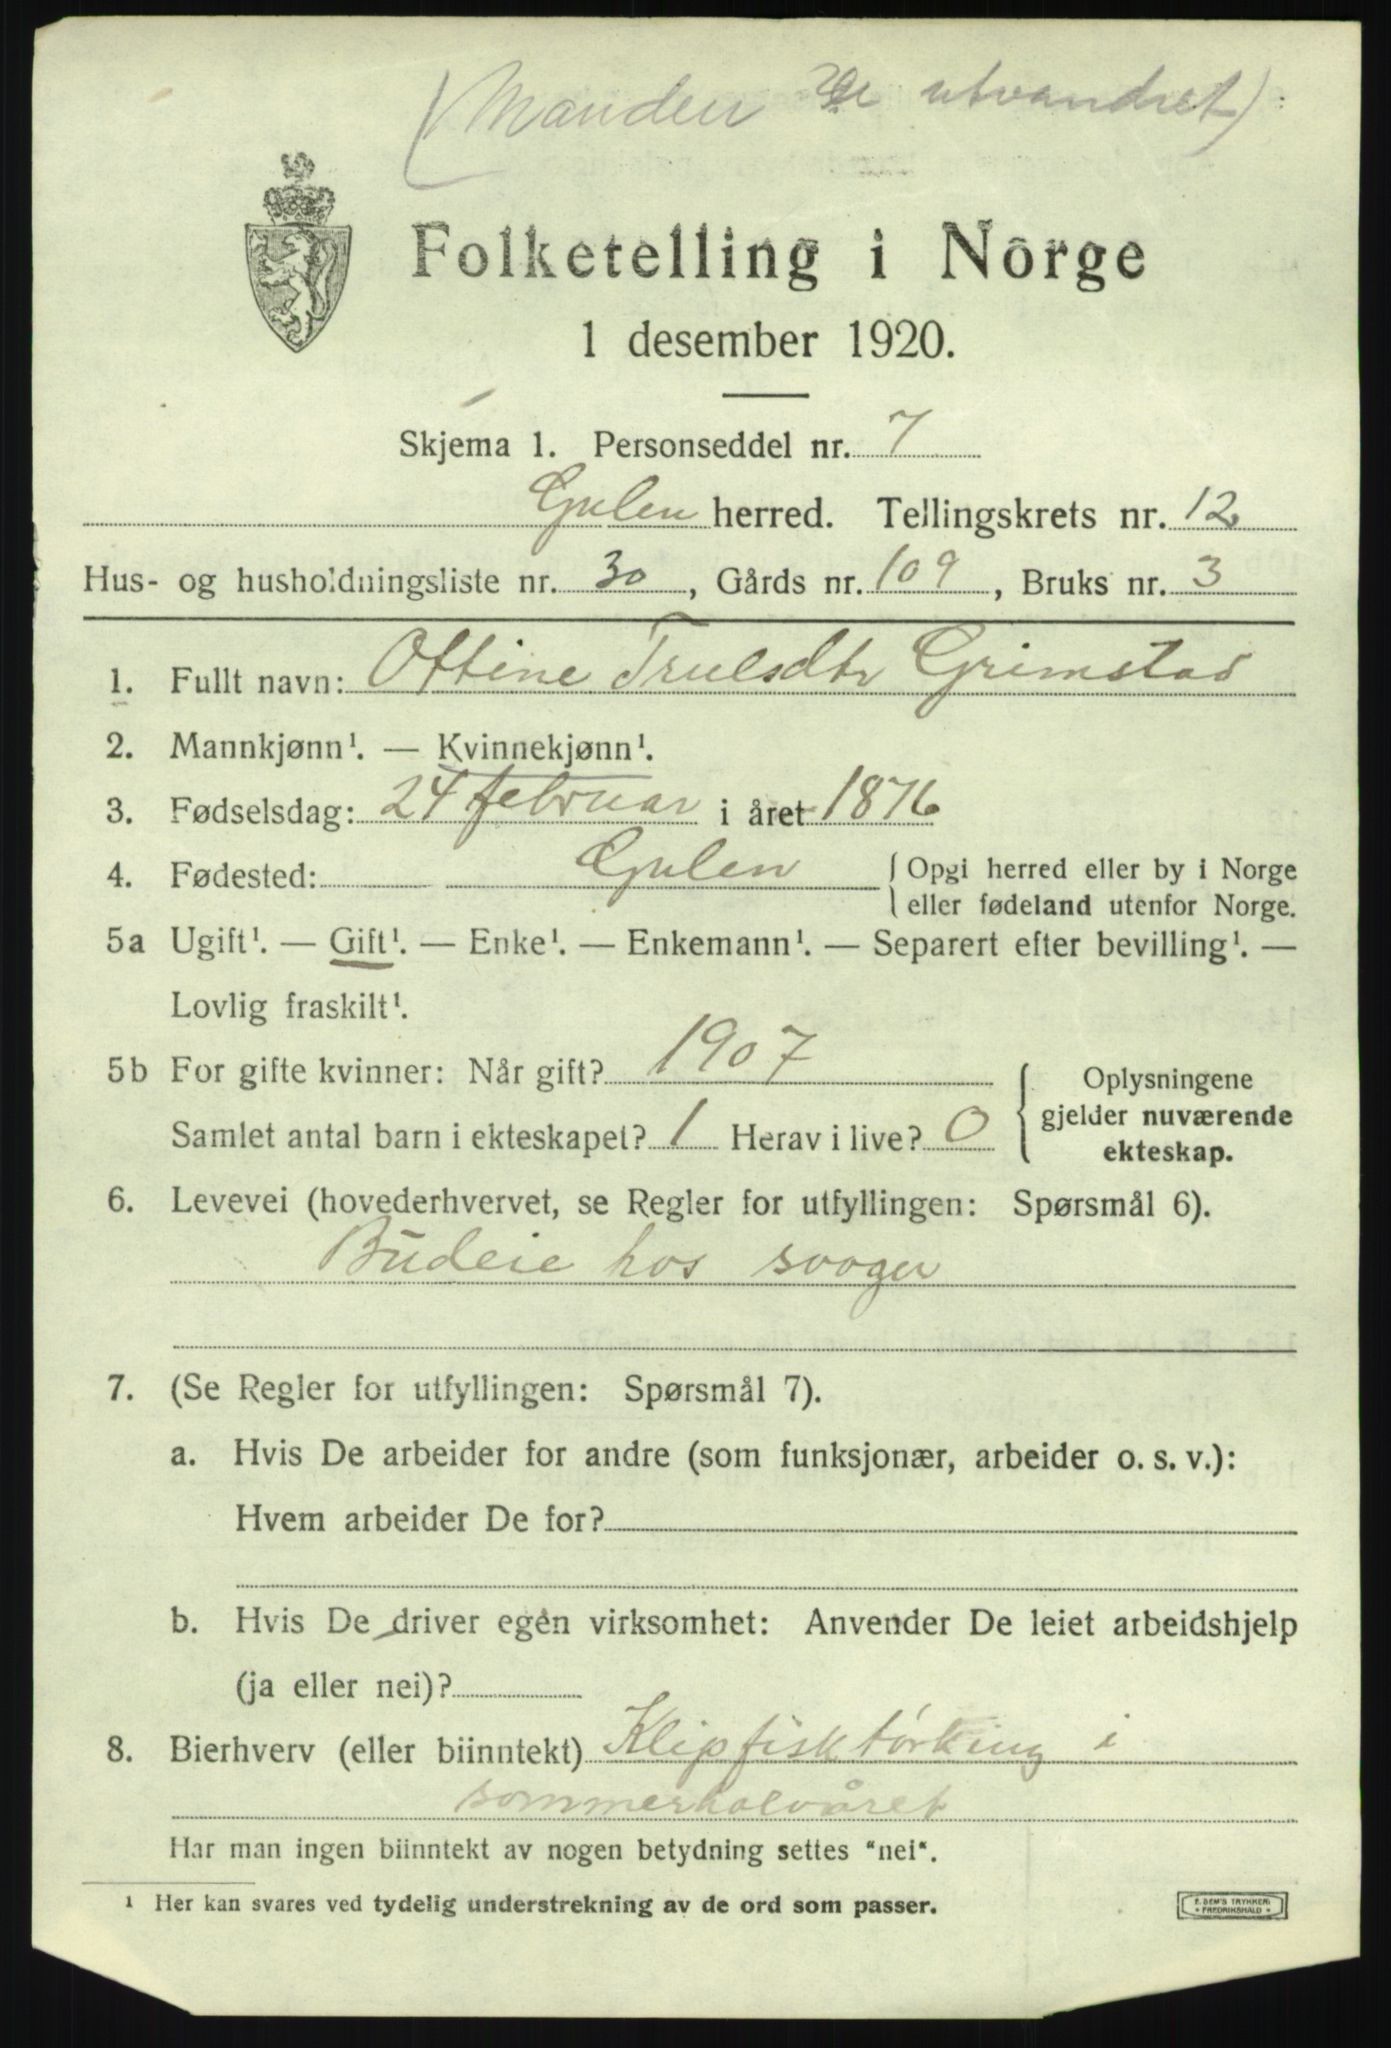 (Manden er utvandret)
Folketelling i Norge
1 desember 1920.
Skjema 1. Personseddel nr. 7
Gulen herred. Tellingskrets nr. 12
Hus- og husholdningsliste nr. 30, Gårds nr. 109, Bruks nr. 3
1. Fullt navn: Ottine Trulsdtr Grimstad
2. Mannkjønn¹. — Kvinnekjønn¹.
3. Fødselsdag: 24 februar i året 1876
4. Fødested: Gulen { Opgi herred eller by i Norge
eller fødeland utenfor Norge.
5a Ugift¹. — Gift¹. — Enke¹. — Enkemann¹. — Separert efter bevilling¹. —
Lovlig fraskilt¹.
5b For gifte kvinner: Når gift? 1907
Samlet antal barn i ekteskapet? 1 Herav i live? 0
{ Oplysningene
gjelder nuværende
ekteskap.
6. Levevei (hovederhvervet, se Regler for utfyllingen: Spørsmål 6).
Budeie hos svoger
7. (Se Regler for utfyllingen: Spørsmål 7).
a. Hvis De arbeider for andre (som funksjonær, arbeider o. s. v.):
Hvem arbeider De for?
b. Hvis De driver egen virksomhet: Anvender De leiet arbeidshjelp
(ja eller nei)?
8. Bierhverv (eller biinntekt) Klipfisktørking i
sommerhalvåret
Har man ingen biinntekt av nogen betydning settes "nei".
¹ Her kan svares ved tydelig understrekning av de ord som passer.
F. SEM'S TRYKKERI
• FREDRIKSHALD •